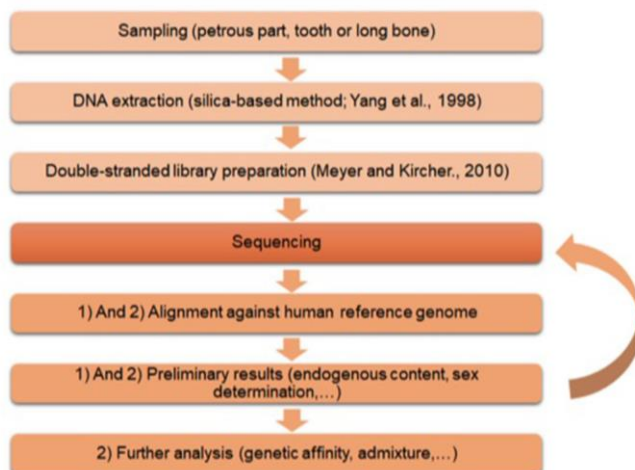 Sampling (petrous part, tooth or long bone)
DNA extraction (silica-based method; Yang et al., 1998)
Double-stranded library preparation (Meyer and Kircher., 2010)
Sequencing
1) And 2) Alignment against human reference genome
1) And 2) Preliminary results (endogenous content, sex
determination,…)
2) Further analysis (genetic affinity, admixture,…)